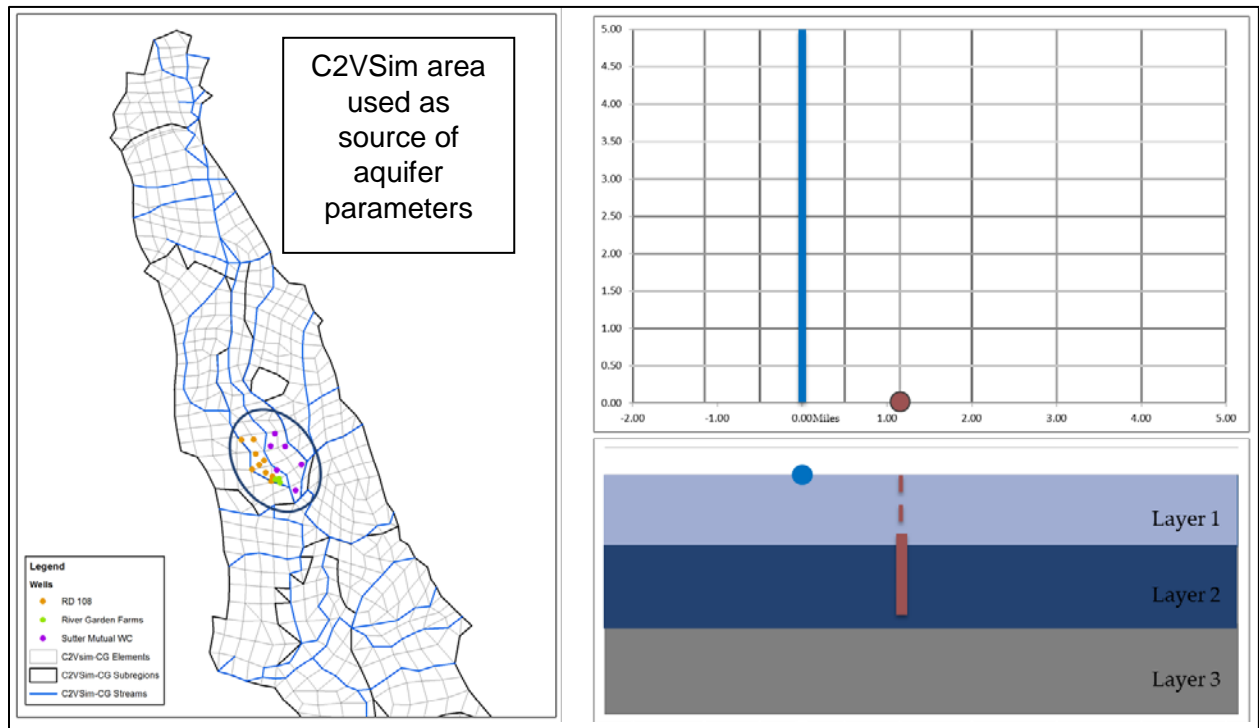 C2VSim area
used as
source of
aquifer
parameters
Legend
Wells
RD 108
River Garden Farms
Sutter Mutual WC
C2Vsim-CG Elements
C2VSim-CG Subregions
C2VSim-CG Streams
5.00
4.50
4.00
3.50
3.00
2.50
2.00
1.50
1.00
0.50
0.00
-2.00 -1.00 0.00Miles 1.00 2.00 3.00 4.00 5.00
Layer 1
Layer 2
Layer 3